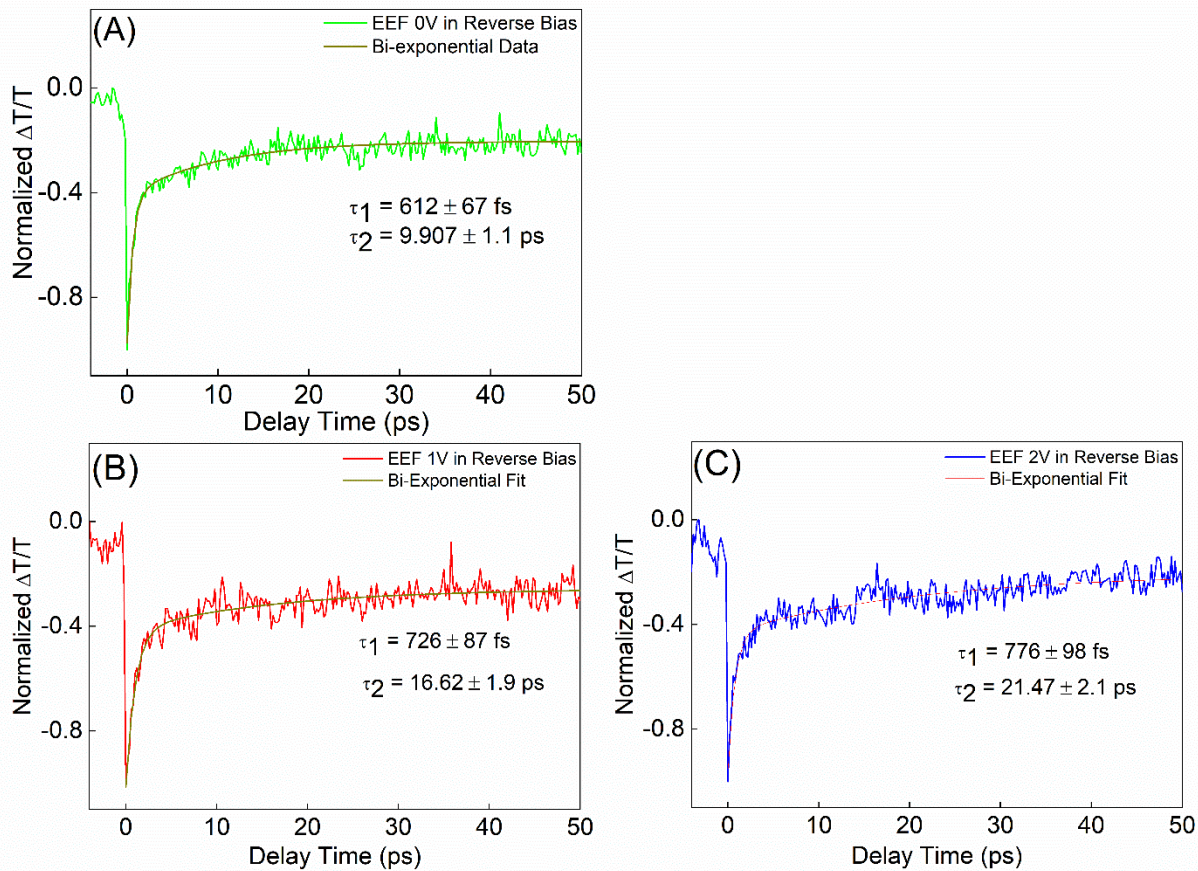 (A)
EEF 0V in Reverse Bias
Bi-exponential Data
Normalized ΔT/T
0.0
-0.4
-0.8
τ1 = 612 ± 67 fs
τ2 = 9.907 ± 1.1 ps
0 10 20 30 40 50
Delay Time (ps)
(B)
EEF 1V in Reverse Bias
Bi-Exponential Fit
Normalized ΔT/T
0.0
-0.4
-0.8
τ1 = 726 ± 87 fs
τ2 = 16.62 ± 1.9 ps
0 10 20 30 40 50
Delay Time (ps)
(C)
EEF 2V in Reverse Bias
Bi-Exponential Fit
Normalized ΔT/T
0.0
-0.4
-0.8
τ1 = 776 ± 98 fs
τ2 = 21.47 ± 2.1 ps
0 10 20 30 40 50
Delay Time (ps)